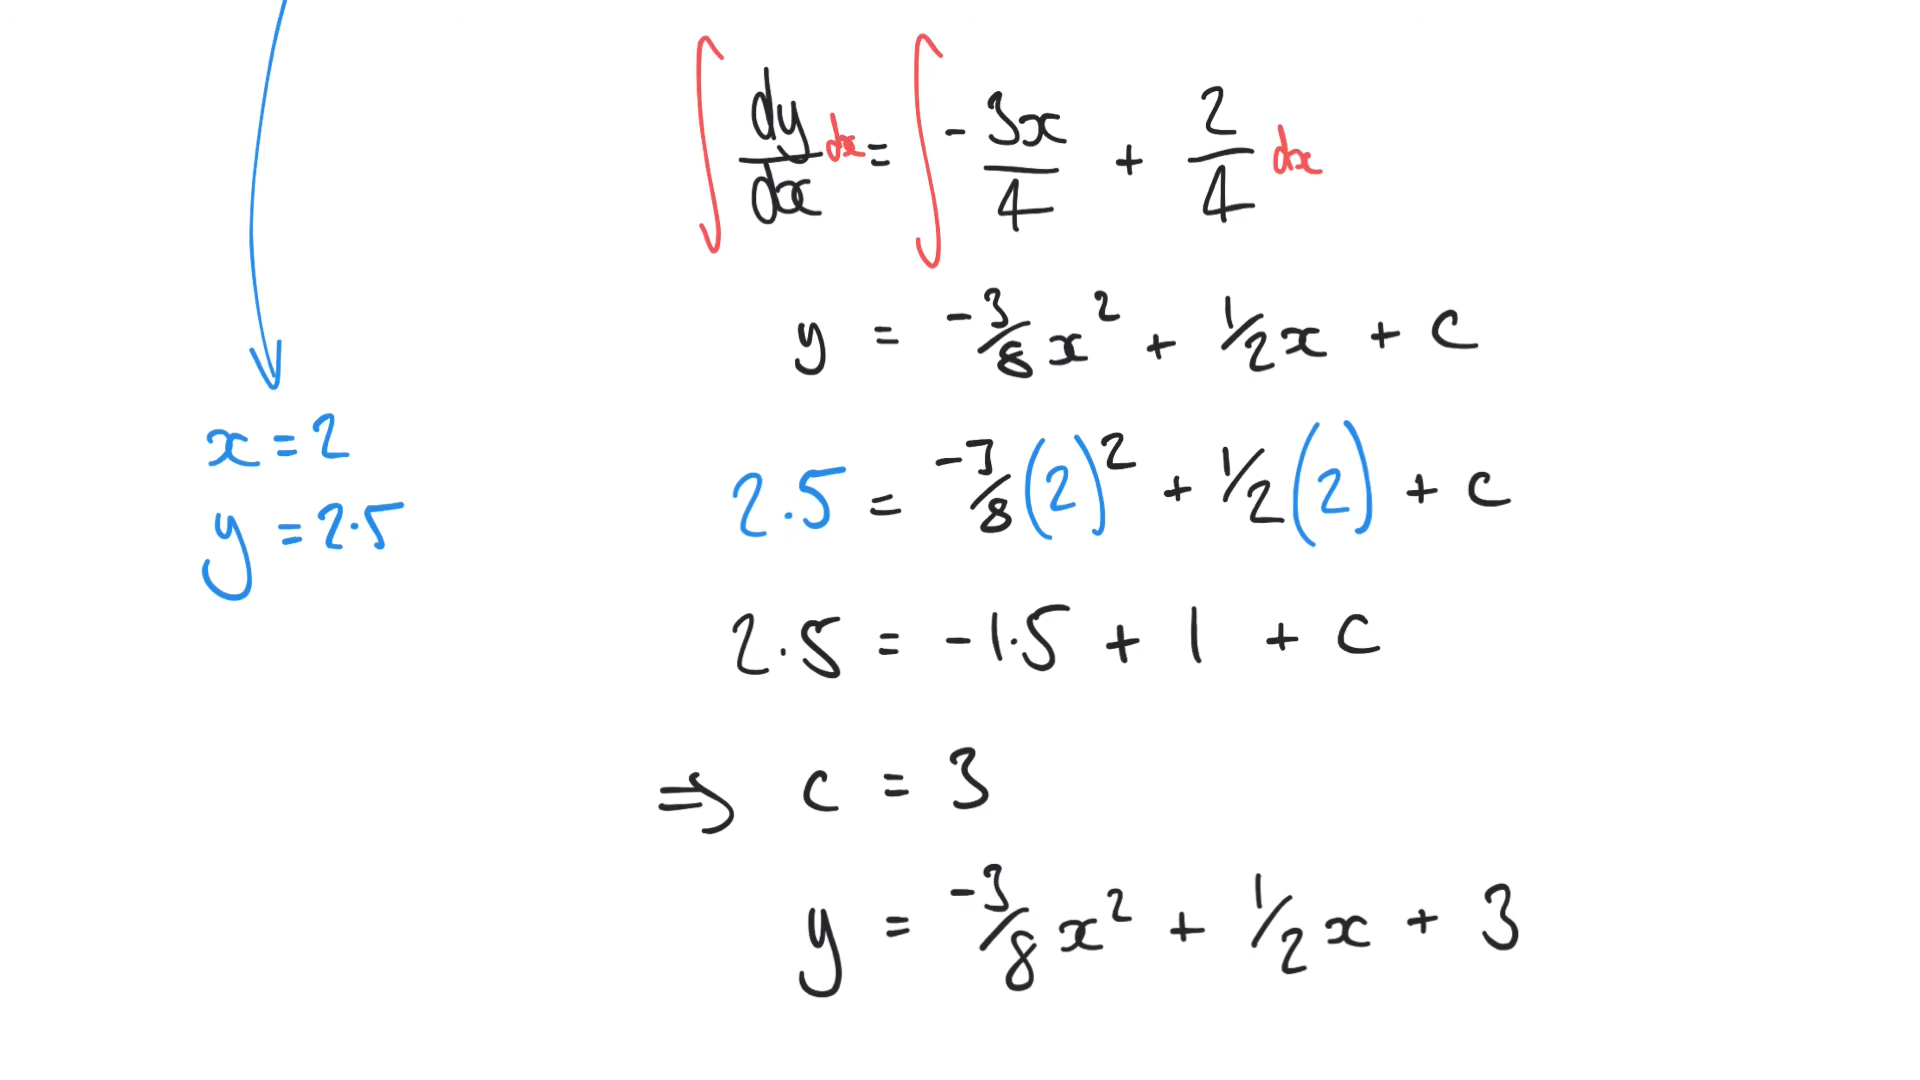 ∫ dy/dx dx = ∫ - 3x/4 + 2/4 dx
y = -3/8 x² + 1/2 x + c
x = 2
y = 2.5
2.5 = -3/8 (2)² + 1/2 (2) + c
2.5 = -1.5 + 1 + c
⇒ c = 3
y = -3/8 x² + 1/2 x + 3